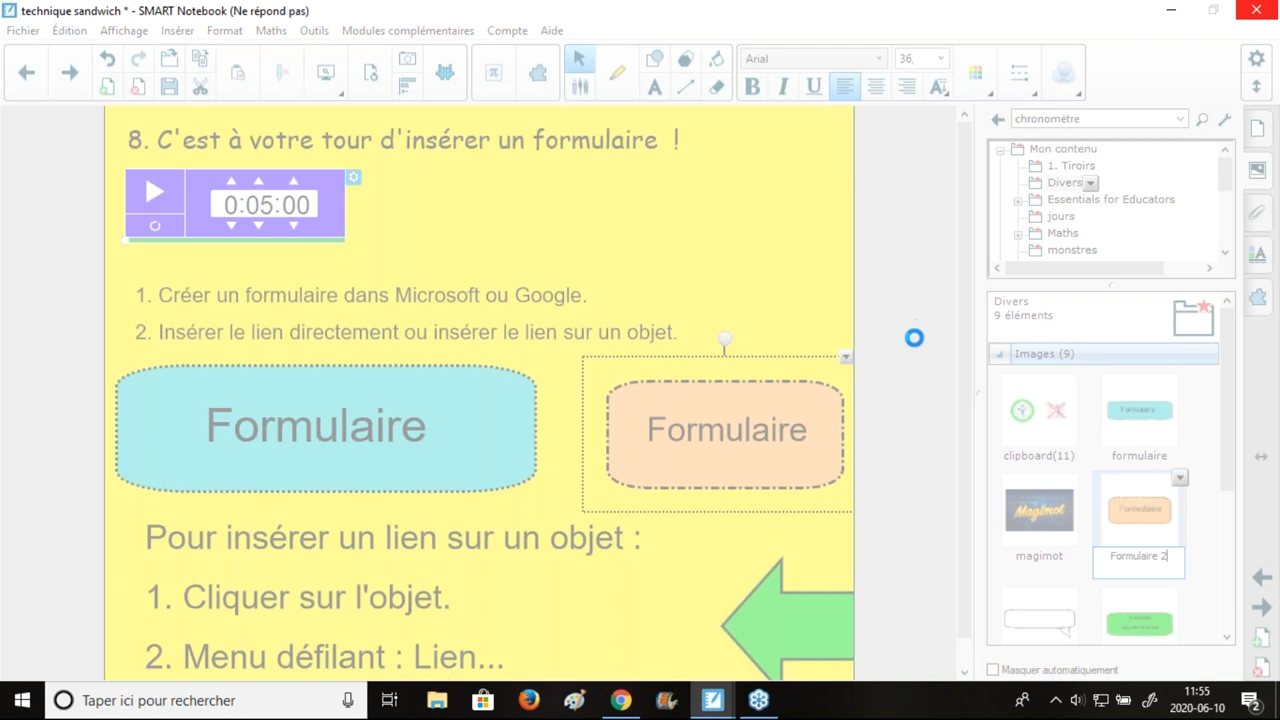 technique sandwich * - SMART Notebook (Ne répond pas)
Fichier Édition Affichage Insérer Format Maths Outils Modules complémentaires Compte Aide
Arial 36,
B I U A
chronomètre
Mon contenu
1. Tiroirs
Divers
Essentials for Educators
jours
Maths
monstres
8. C'est à votre tour d'insérer un formulaire !
0:05:00
1. Créer un formulaire dans Microsoft ou Google.
2. Insérer le lien directement ou insérer le lien sur un objet.
Formulaire
Formulaire
Pour insérer un lien sur un objet :
1. Cliquer sur l'objet.
2. Menu défilant : Lien...
Divers
9 éléments
Images (9)
Formulaire
clipboard(11)
formulaire
Magimot
Formulaire
magimot
Formulaire 2
Masquer automatiquement
Taper ici pour rechercher
11:55
2020-06-10
2